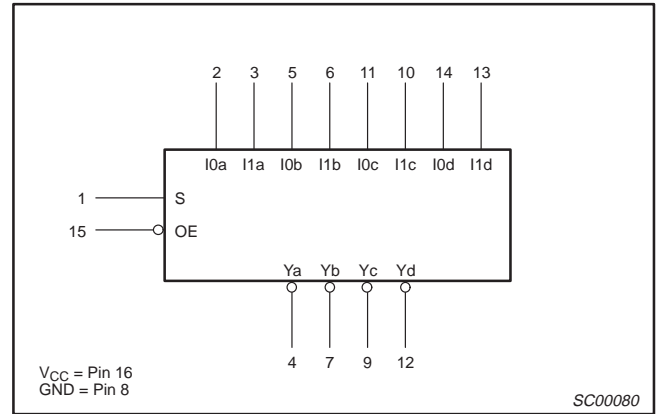 2 3 5 6 11 10 14 13
I0a I1a I0b I1b I0c I1c I0d I1d
1 S
15 OE
Ya Yb Yc Yd
4 7 9 12
VCC = Pin 16
GND = Pin 8
SC00080